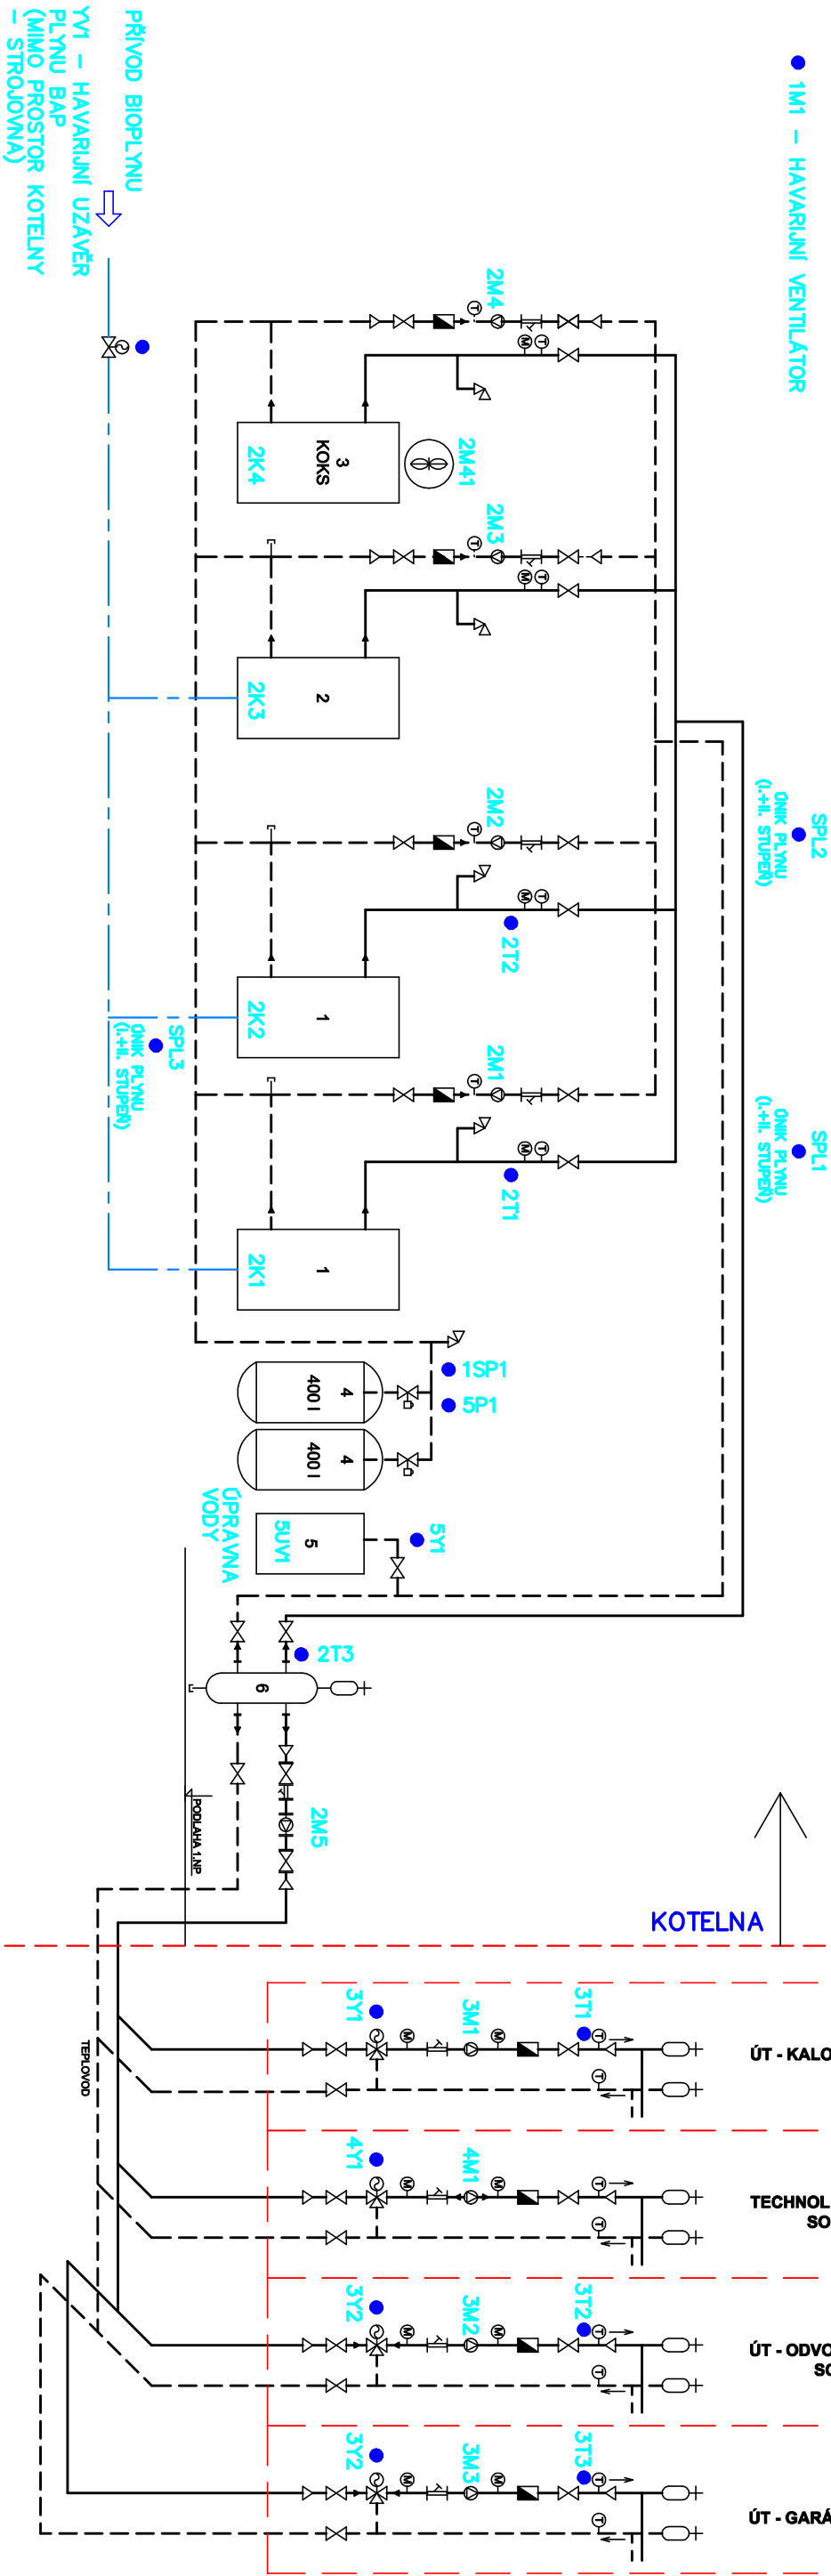 1M1 – HAVARIJNÍ VENTILÁTOR
PŘÍVOD BIOPLYNU
YV1 – HAVARIJNÍ UZÁVĚR
PLYNU BAP
(MIMO PROSTOR KOTELNY
– STROJOVNA)
2M4
T
M
T
3
KOKS
2K4
2M41
2M3
T
M
T
2
2K3
SPL2
ÚNIK PLYNU
(I.+II. STUPEŇ)
2M2
T
M
T
2T2
1
2K2
SPL3
ÚNIK PLYNU
(I.+II. STUPEŇ)
SPL1
ÚNIK PLYNU
(I.+II. STUPEŇ)
2M1
T
M
T
2T1
1
2K1
1SP1
5P1
4
400 l
4
400 l
5Y1
5
5UV1
ÚPRAVNA
VODY
2T3
6
2M5
PODLAHA 1.NP
KOTELNA
TEPLOVOD
3Y1
M
3M1
M
3T1
T
T
ÚT - KALO
4Y1
M
4M1
M
T
T
TECHNOL
SO
3Y2
M
3M2
M
3T2
T
T
ÚT - ODVO
SO
3Y2
M
3M3
M
3T3
T
T
ÚT - GARÁ